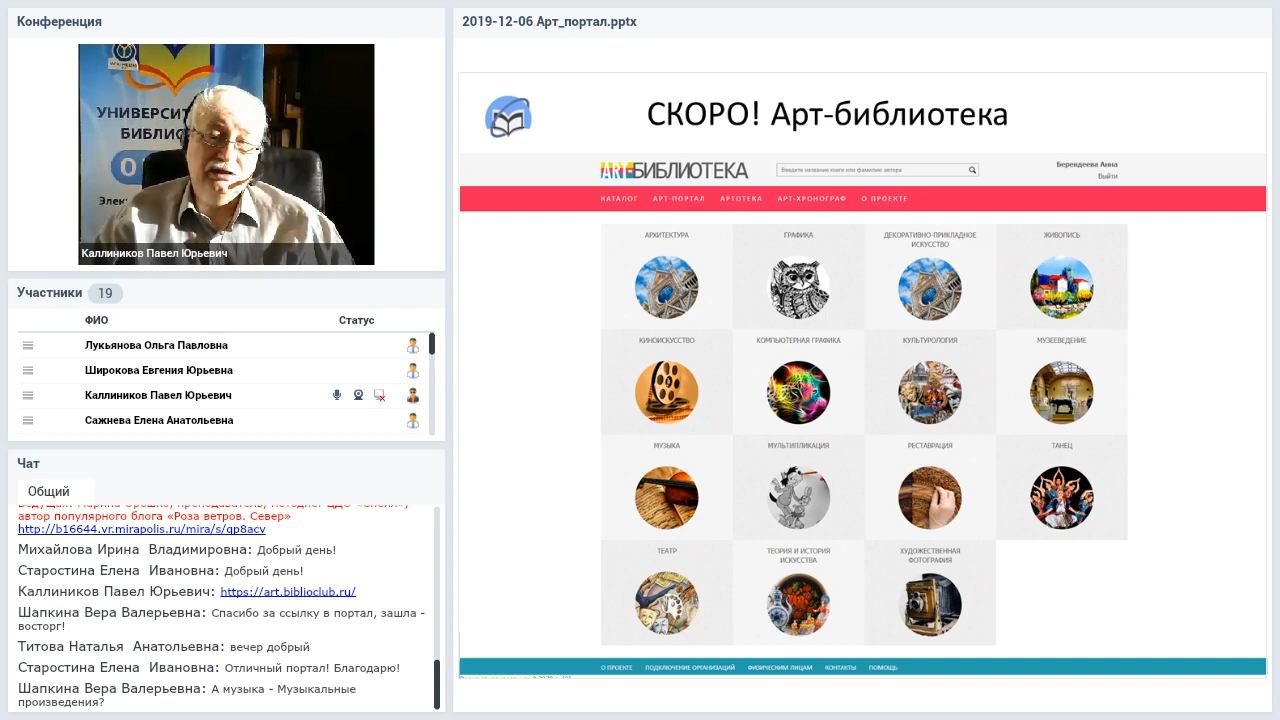 Конференция
УНИВЕРСИТ
БИБЛИО
Элек
Каллиников Павел Юрьевич
Участники 19
ФИО Статус
Лукьянова Ольга Павловна
Широкова Евгения Юрьевна
Каллиников Павел Юрьевич
Сажнева Елена Анатольевна
Чат
Общий
автор популярного блога «Роза ветров. Север»
http://b16644.vr.mirapolis.ru/mira/s/qp8acv
Михайлова Ирина Владимировна: Добрый день!
Старостина Елена Ивановна: Добрый день!
Каллиников Павел Юрьевич: https://art.biblioclub.ru/
Шапкина Вера Валерьевна: Спасибо за ссылку в портал, зашла -
восторг!
Титова Наталья Анатольевна: вечер добрый
Старостина Елена Ивановна: Отличный портал! Благодарю!
Шапкина Вера Валерьевна: А музыка - Музыкальные
произведения?
2019-12-06 Арт_портал.pptx
СКОРО! Арт-библиотека
ARTБИБЛИОТЕКА
Введите название книги или фамилию автора
Берендеева Анна
Выйти
КАТАЛОГ АРТ-ПОРТАЛ АРТОТЕКА АРТ-ХРОНОГРАФ О ПРОЕКТЕ
АРХИТЕКТУРА ГРАФИКА ДЕКОРАТИВНО-ПРИКЛАДНОЕ ЖИВОПИСЬ
ИСКУССТВО
КИНОИСКУССТВО КОМПЬЮТЕРНАЯ ГРАФИКА КУЛЬТУРОЛОГИЯ МУЗЕЕВЕДЕНИЕ
МУЗЫКА МУЛЬТИПЛИКАЦИЯ РЕСТАВРАЦИЯ ТАНЕЦ
ТЕАТР ТЕОРИЯ И ИСТОРИЯ ХУДОЖЕСТВЕННАЯ
ИСКУССТВА ФОТОГРАФИЯ
О ПРОЕКТЕ ПОДКЛЮЧЕНИЕ ОРГАНИЗАЦИЙ ФИЗИЧЕСКИМ ЛИЦАМ КОНТАКТЫ ПОМОЩЬ